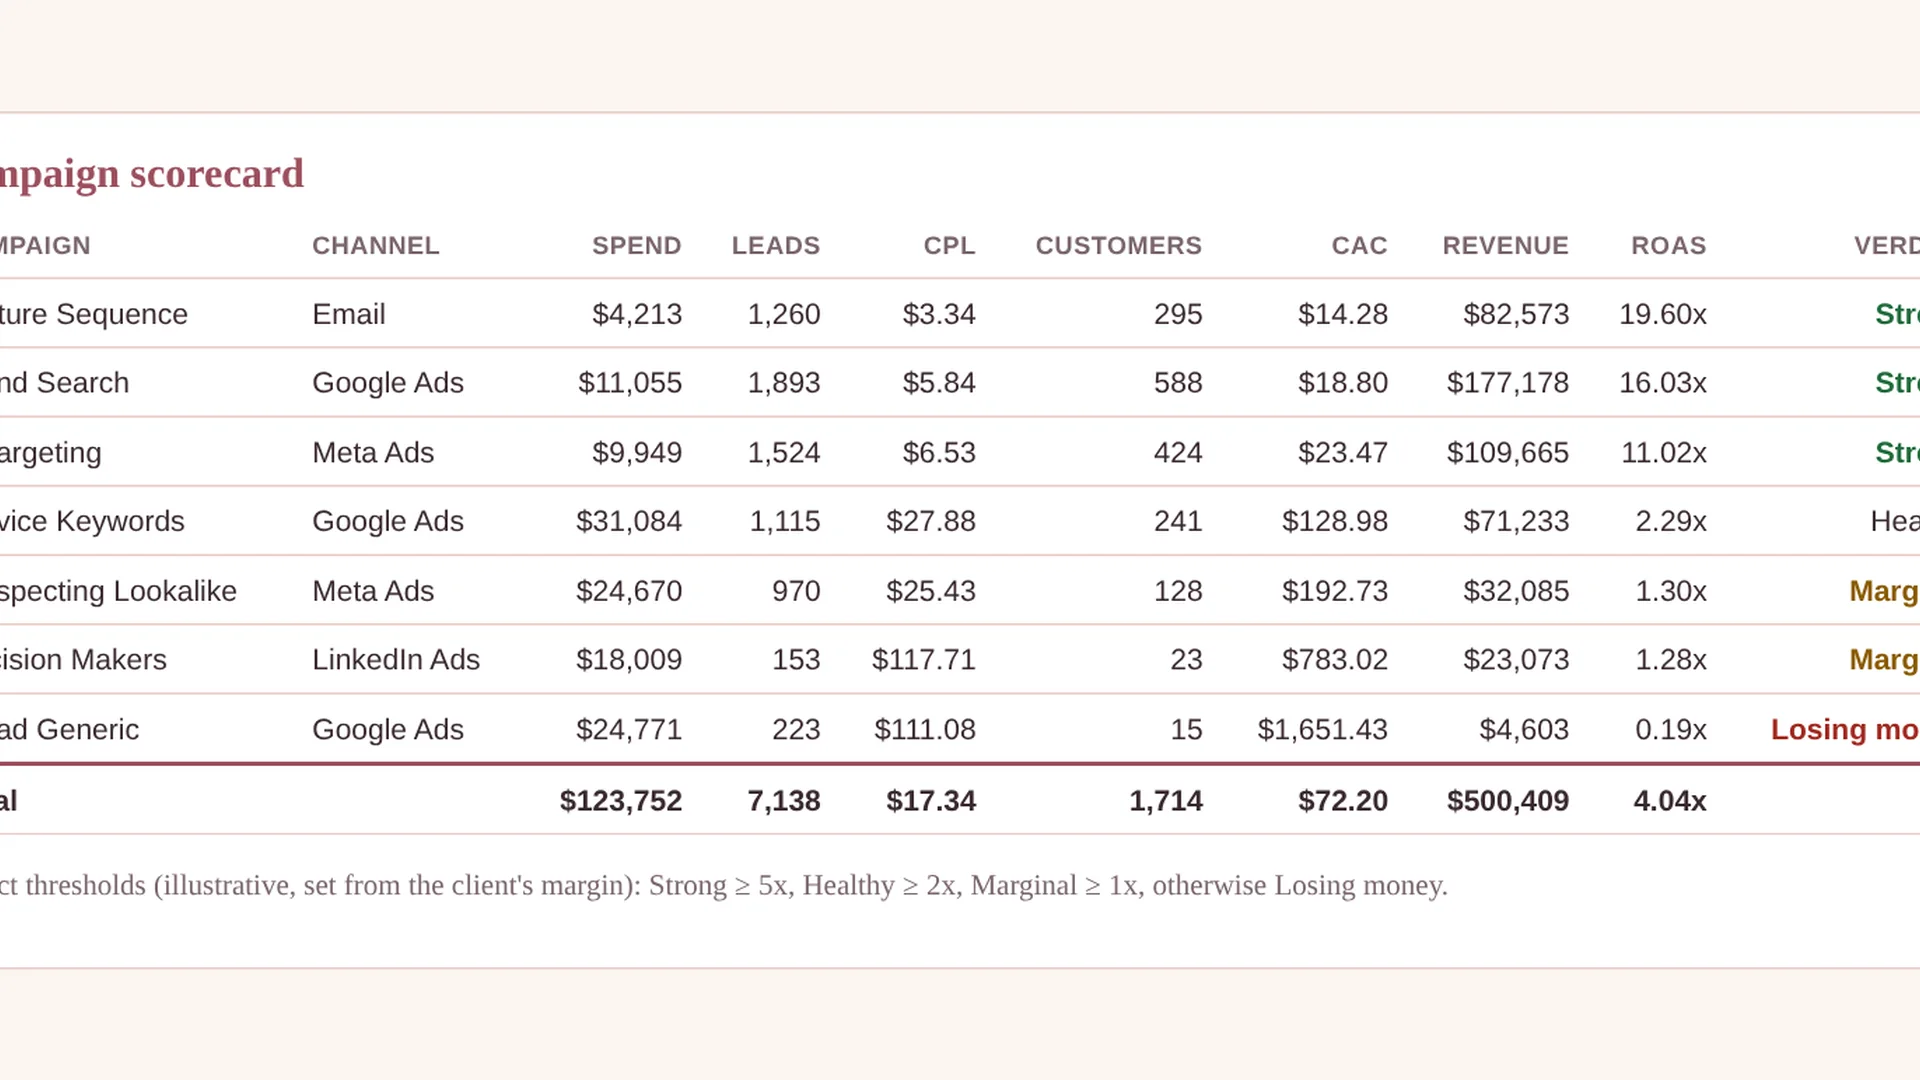 mpaign scorecard
MPAIGN CHANNEL SPEND LEADS CPL CUSTOMERS CAC REVENUE ROAS VERD
ture Sequence Email $4,213 1,260 $3.34 295 $14.28 $82,573 19.60x Stro
nd Search Google Ads $11,055 1,893 $5.84 588 $18.80 $177,178 16.03x Stro
argeting Meta Ads $9,949 1,524 $6.53 424 $23.47 $109,665 11.02x Stro
vice Keywords Google Ads $31,084 1,115 $27.88 241 $128.98 $71,233 2.29x Hea
specting Lookalike Meta Ads $24,670 970 $25.43 128 $192.73 $32,085 1.30x Marg
cision Makers LinkedIn Ads $18,009 153 $117.71 23 $783.02 $23,073 1.28x Marg
ad Generic Google Ads $24,771 223 $111.08 15 $1,651.43 $4,603 0.19x Losing mo
al $123,752 7,138 $17.34 1,714 $72.20 $500,409 4.04x
ct thresholds (illustrative, set from the client's margin): Strong ≥ 5x, Healthy ≥ 2x, Marginal ≥ 1x, otherwise Losing money.